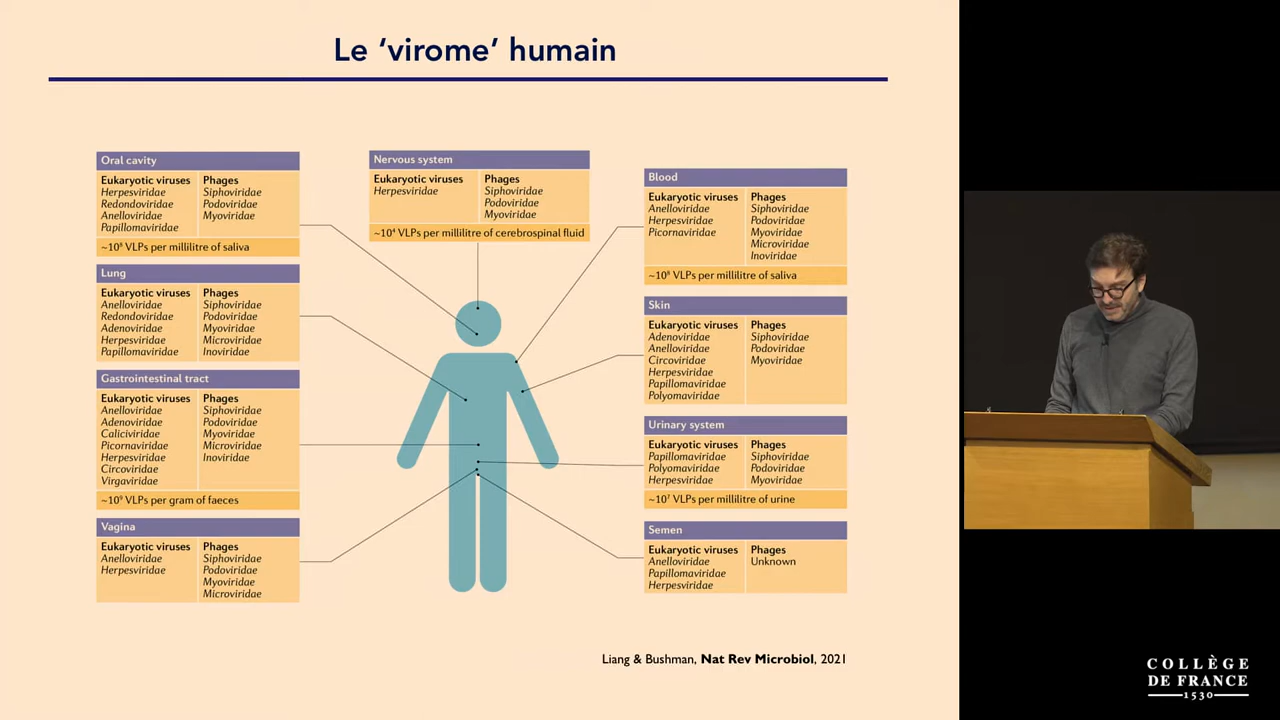 Le ‘virome’ humain
Oral cavity
Eukaryotic viruses Phages
Herpesviridae Siphoviridae
Redondoviridae Podoviridae
Anelloviridae Myoviridae
Papillomaviridae
~10⁸ VLPs per millilitre of saliva
Lung
Eukaryotic viruses Phages
Anelloviridae Siphoviridae
Redondoviridae Podoviridae
Adenoviridae Myoviridae
Herpesviridae Microviridae
Papillomaviridae Inoviridae
Gastrointestinal tract
Eukaryotic viruses Phages
Anelloviridae Siphoviridae
Adenoviridae Podoviridae
Caliciviridae Myoviridae
Picornaviridae Microviridae
Herpesviridae Inoviridae
Circoviridae
Virgaviridae
~10⁹ VLPs per gram of faeces
Vagina
Eukaryotic viruses Phages
Anelloviridae Siphoviridae
Herpesviridae Podoviridae
Myoviridae
Microviridae
Nervous system
Eukaryotic viruses Phages
Herpesviridae Siphoviridae
Podoviridae
Myoviridae
~10⁴ VLPs per millilitre of cerebrospinal fluid
Blood
Eukaryotic viruses Phages
Anelloviridae Siphoviridae
Herpesviridae Podoviridae
Picornaviridae Myoviridae
Microviridae
Inoviridae
VLPs per millilitre of saliva
Skin
Eukaryotic viruses Phages
Adenoviridae Siphoviridae
Anelloviridae Podoviridae
Circoviridae Myoviridae
Herpesviridae
Papillomaviridae
Polyomaviridae
Urinary system
Eukaryotic viruses Phages
Papillomaviridae Siphoviridae
Polyomaviridae Podoviridae
Herpesviridae Myoviridae
~10⁷ VLPs per millilitre of urine
Semen
Eukaryotic viruses Phages
Anelloviridae Unknown
Papillomaviridae
Herpesviridae
Liang & Bushman, Nat Rev Microbiol, 2021
COLLÈGE
DE FRANCE
1530